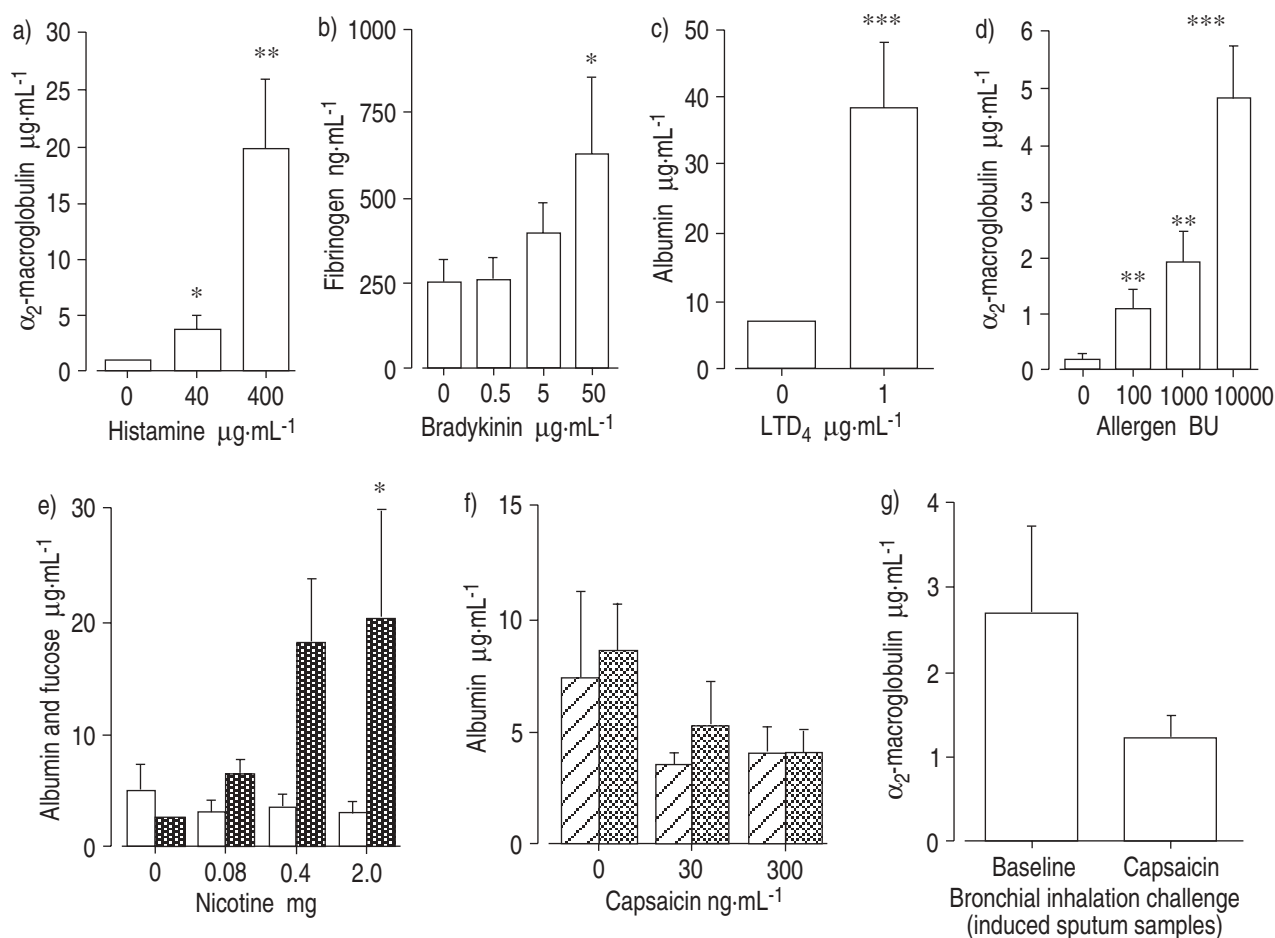 a)
30
25
20
15
10
5
0
α₂-macroglobulin μg·mL⁻¹
*
**
0 40 400
Histamine μg·mL⁻¹
b)
1000
750
500
250
0
Fibrinogen ng·mL⁻¹
*
0 0.5 5 50
Bradykinin μg·mL⁻¹
c)
50
40
30
20
10
0
Albumin μg·mL⁻¹
***
0 1
LTD₄ μg·mL⁻¹
d)
6
5
4
3
2
1
0
α₂-macroglobulin μg·mL⁻¹
**
**
***
0 100 1000 10000
Allergen BU
e)
30
20
10
0
Albumin and fucose μg·mL⁻¹
*
0 0.08 0.4 2.0
Nicotine mg
f)
15
10
5
0
Albumin μg·mL⁻¹
0 30 300
Capsaicin ng·mL⁻¹
g)
4
3
2
1
0
α₂-macroglobulin μg·mL⁻¹
Baseline Capsaicin
Bronchial inhalation challenge
(induced sputum samples)